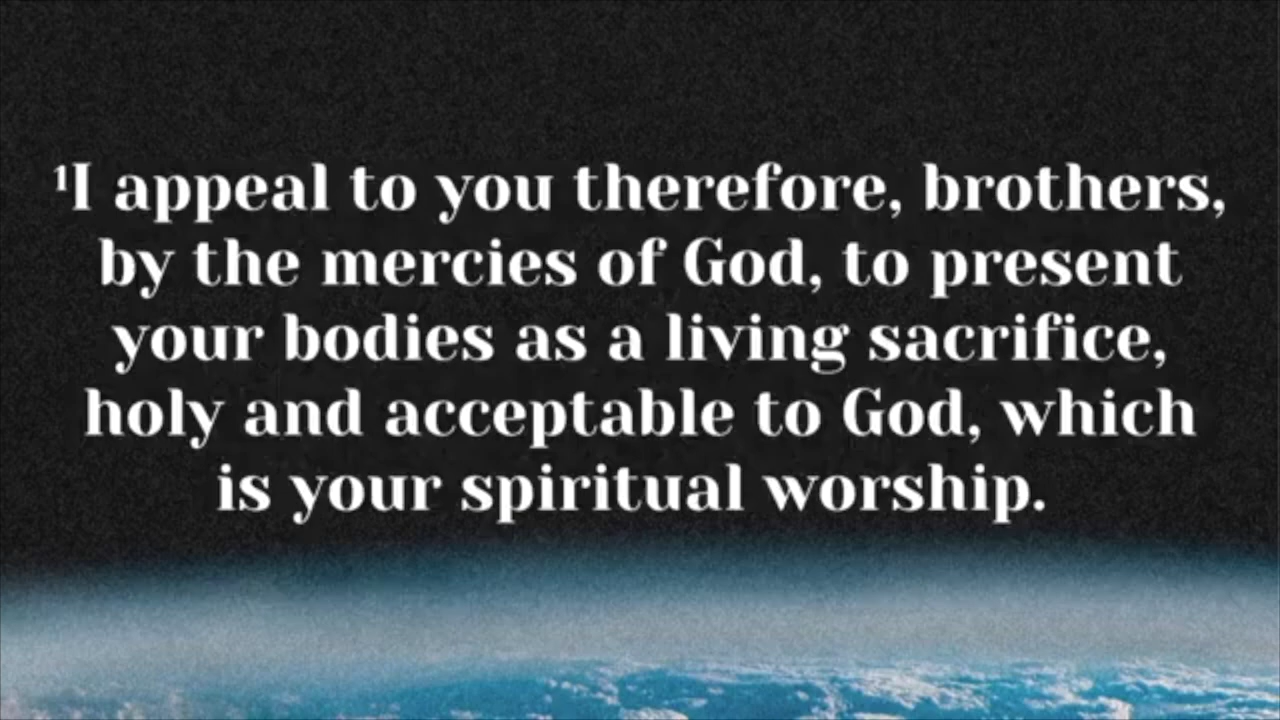 ¹I appeal to you therefore, brothers,
by the mercies of God, to present
your bodies as a living sacrifice,
holy and acceptable to God, which
is your spiritual worship.